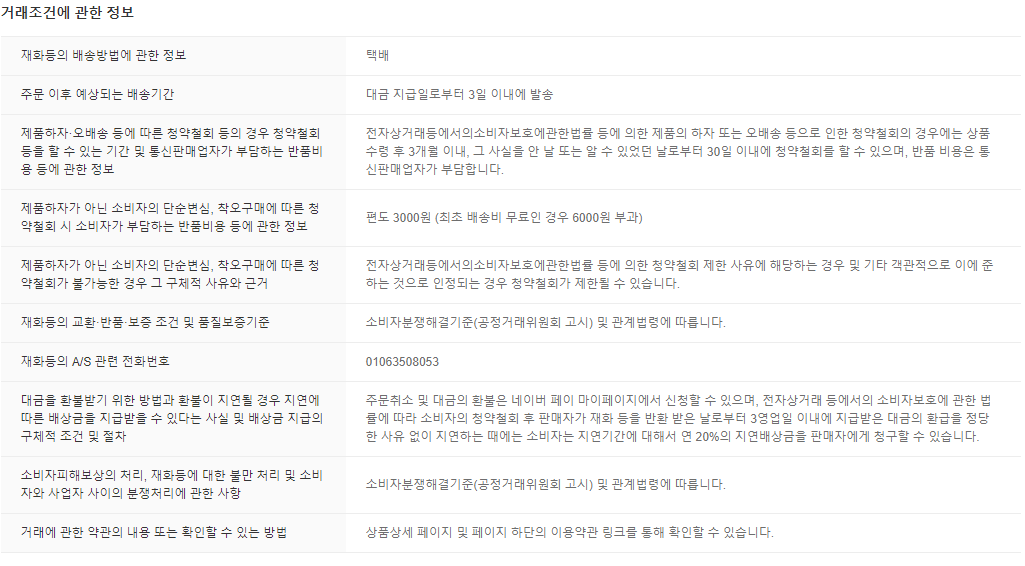 거래조건에 관한 정보
재화등의 배송방법에 관한 정보
택배
주문 이후 예상되는 배송기간
대금 지급일로부터 3일 이내에 발송
제품하자·오배송 등에 따른 청약철회 등의 경우 청약철회
등을 할 수 있는 기간 및 통신판매업자가 부담하는 반품비
용 등에 관한 정보
전자상거래등에서의소비자보호에관한법률 등에 의한 제품의 하자 또는 오배송 등으로 인한 청약철회의 경우에는 상품
수령 후 3개월 이내, 그 사실을 안 날 또는 알 수 있었던 날로부터 30일 이내에 청약철회를 할 수 있으며, 반품 비용은 통
신판매업자가 부담합니다.
제품하자가 아닌 소비자의 단순변심, 착오구매에 따른 청
약철회 시 소비자가 부담하는 반품비용 등에 관한 정보
편도 3000원 (최초 배송비 무료인 경우 6000원 부과)
제품하자가 아닌 소비자의 단순변심, 착오구매에 따른 청
약철회가 불가능한 경우 그 구체적 사유와 근거
전자상거래등에서의소비자보호에관한법률 등에 의한 청약철회 제한 사유에 해당하는 경우 및 기타 객관적으로 이에 준
하는 것으로 인정되는 경우 청약철회가 제한될 수 있습니다.
재화등의 교환·반품·보증 조건 및 품질보증기준
소비자분쟁해결기준(공정거래위원회 고시) 및 관계법령에 따릅니다.
재화등의 A/S 관련 전화번호
01063508053
대금을 환불받기 위한 방법과 환불이 지연될 경우 지연에
따른 배상금을 지급받을 수 있다는 사실 및 배상금 지급의
구체적 조건 및 절차
주문취소 및 대금의 환불은 네이버 페이 마이페이지에서 신청할 수 있으며, 전자상거래 등에서의 소비자보호에 관한 법
률에 따라 소비자의 청약철회 후 판매자가 재화 등을 반환 받은 날로부터 3영업일 이내에 지급받은 대금의 환급을 정당
한 사유 없이 지연하는 때에는 소비자는 지연기간에 대해서 연 20%의 지연배상금을 판매자에게 청구할 수 있습니다.
소비자피해보상의 처리, 재화등에 대한 불만 처리 및 소비
자와 사업자 사이의 분쟁처리에 관한 사항
소비자분쟁해결기준(공정거래위원회 고시) 및 관계법령에 따릅니다.
거래에 관한 약관의 내용 또는 확인할 수 있는 방법
상품상세 페이지 및 페이지 하단의 이용약관 링크를 통해 확인할 수 있습니다.